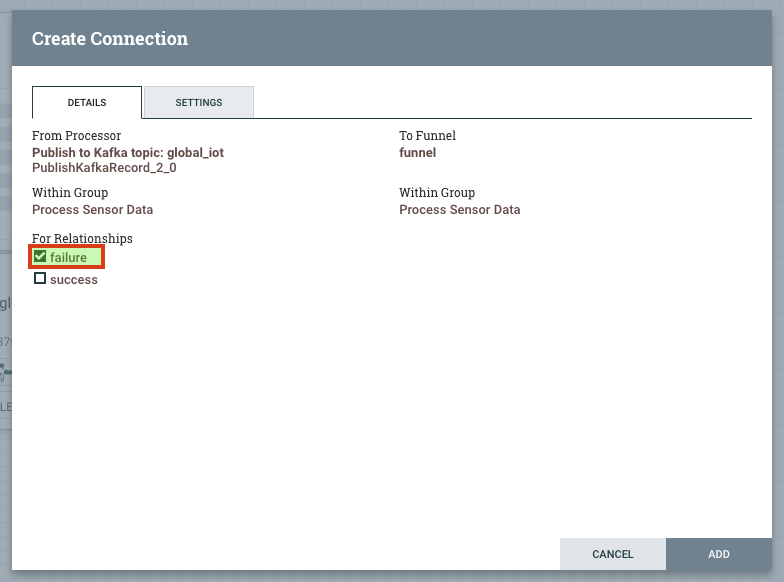 Create Connection
DETAILS
SETTINGS
From Processor
Publish to Kafka topic: global_iot
PublishKafkaRecord_2_0
To Funnel
funnel
Within Group
Process Sensor Data
Within Group
Process Sensor Data
For Relationships
failure
success
CANCEL
ADD